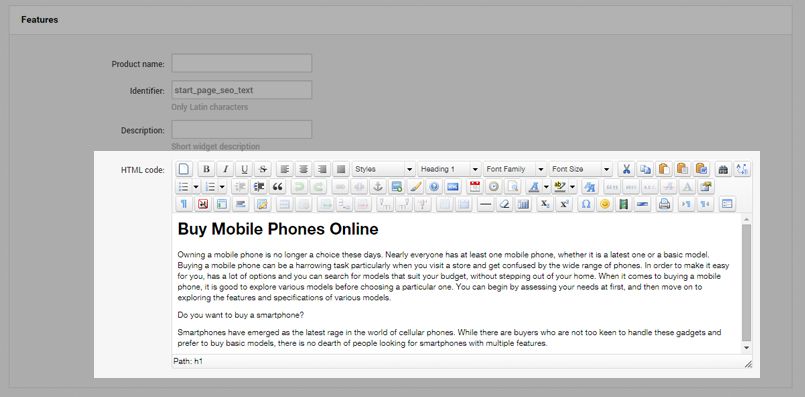 Features
Product name:
Identifier: start_page_seo_text
Only Latin characters
Description:
Short widget description
HTML code:
B I U S Styles Heading 1 Font Family Font Size
Buy Mobile Phones Online
Owning a mobile phone is no longer a choice these days. Nearly everyone has at least one mobile phone, whether it is a latest one or a basic model.
Buying a mobile phone can be a harrowing task particularly when you visit a store and get confused by the wide range of phones. In order to make it easy
for you, has a lot of options and you can search for models that suit your budget, without stepping out of your home. When it comes to buying a mobile
phone, it is good to explore various models before choosing a particular one. You can begin by assessing your needs at first, and then move on to
exploring the features and specifications of various models.
Do you want to buy a smartphone?
Smartphones have emerged as the latest rage in the world of cellular phones. While there are buyers who are not too keen to handle these gadgets and
prefer to buy basic models, there is no dearth of people looking for smartphones with multiple features.
Path: h1